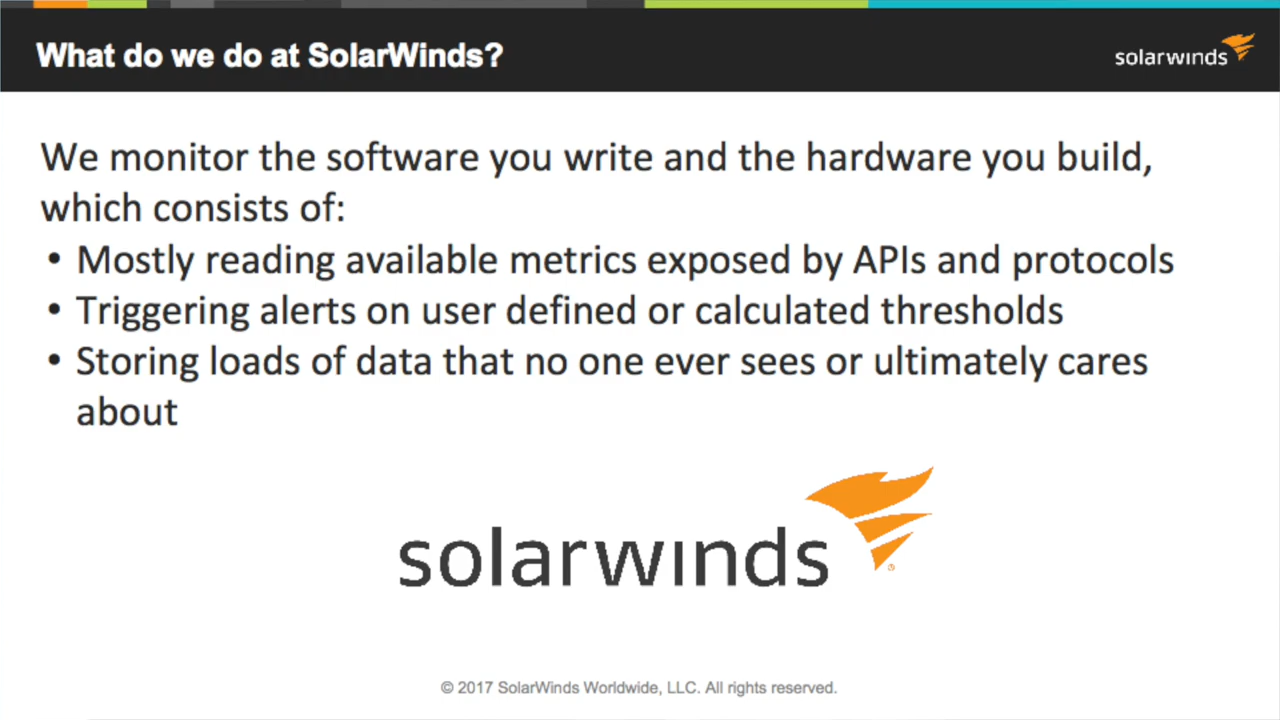 What do we do at SolarWinds?
solarwinds
We monitor the software you write and the hardware you build,
which consists of:
• Mostly reading available metrics exposed by APIs and protocols
• Triggering alerts on user defined or calculated thresholds
• Storing loads of data that no one ever sees or ultimately cares
about
solarwinds
© 2017 SolarWinds Worldwide, LLC. All rights reserved.